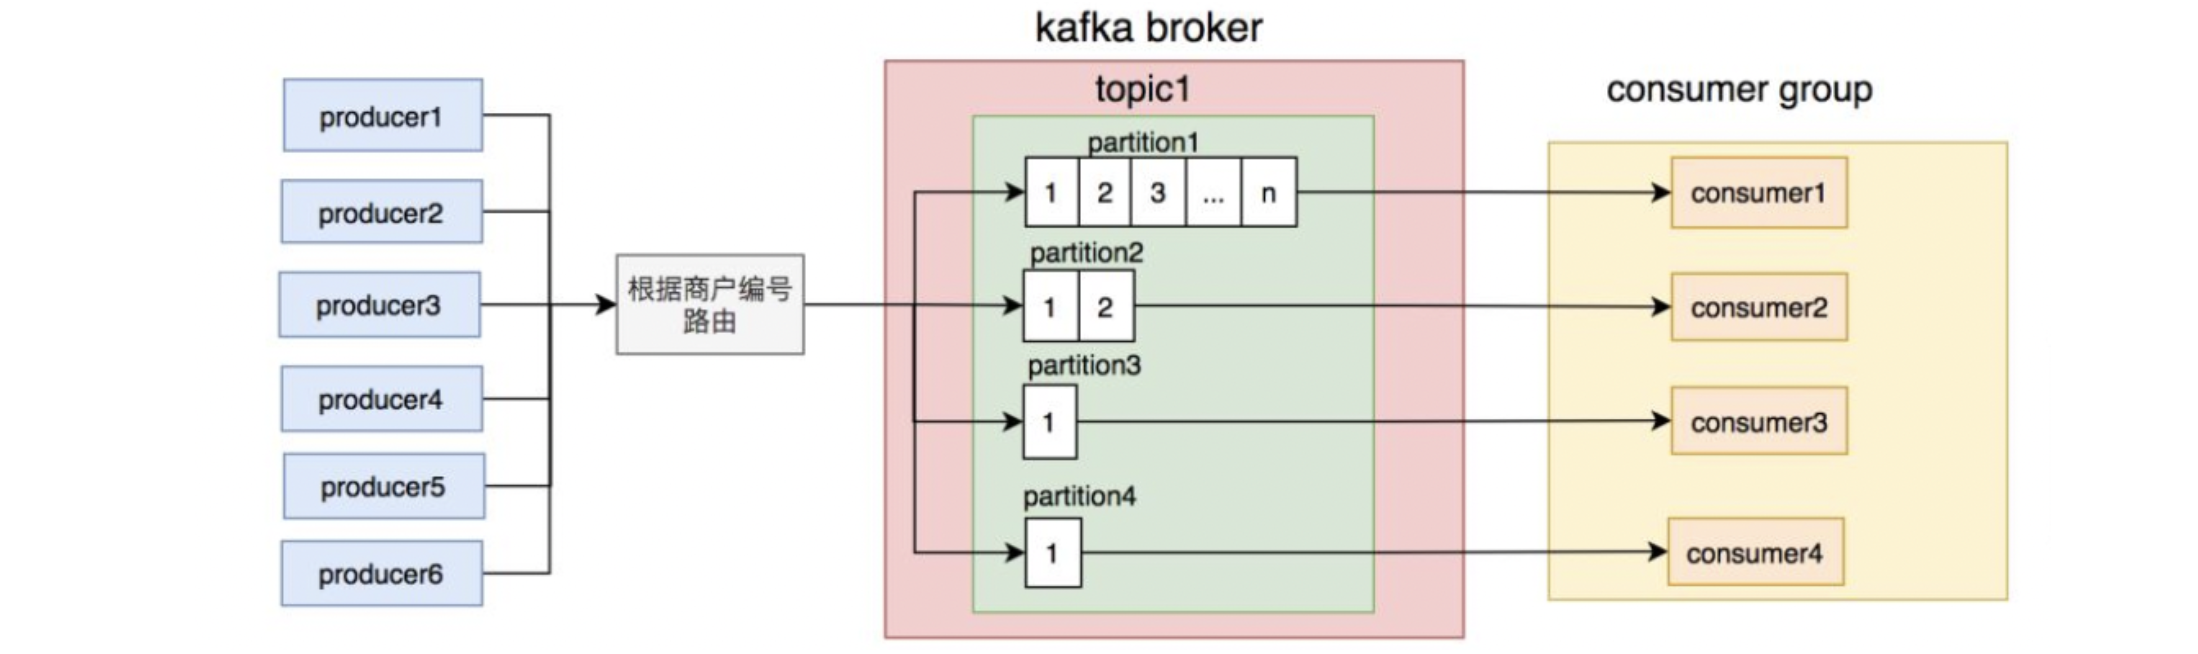 kafka broker
topic1
consumer group
producer1
producer2
producer3
producer4
producer5
producer6
根据商户编号
路由
partition1
1 2 3 ... n
partition2
1 2
partition3
1
partition4
1
consumer1
consumer2
consumer3
consumer4